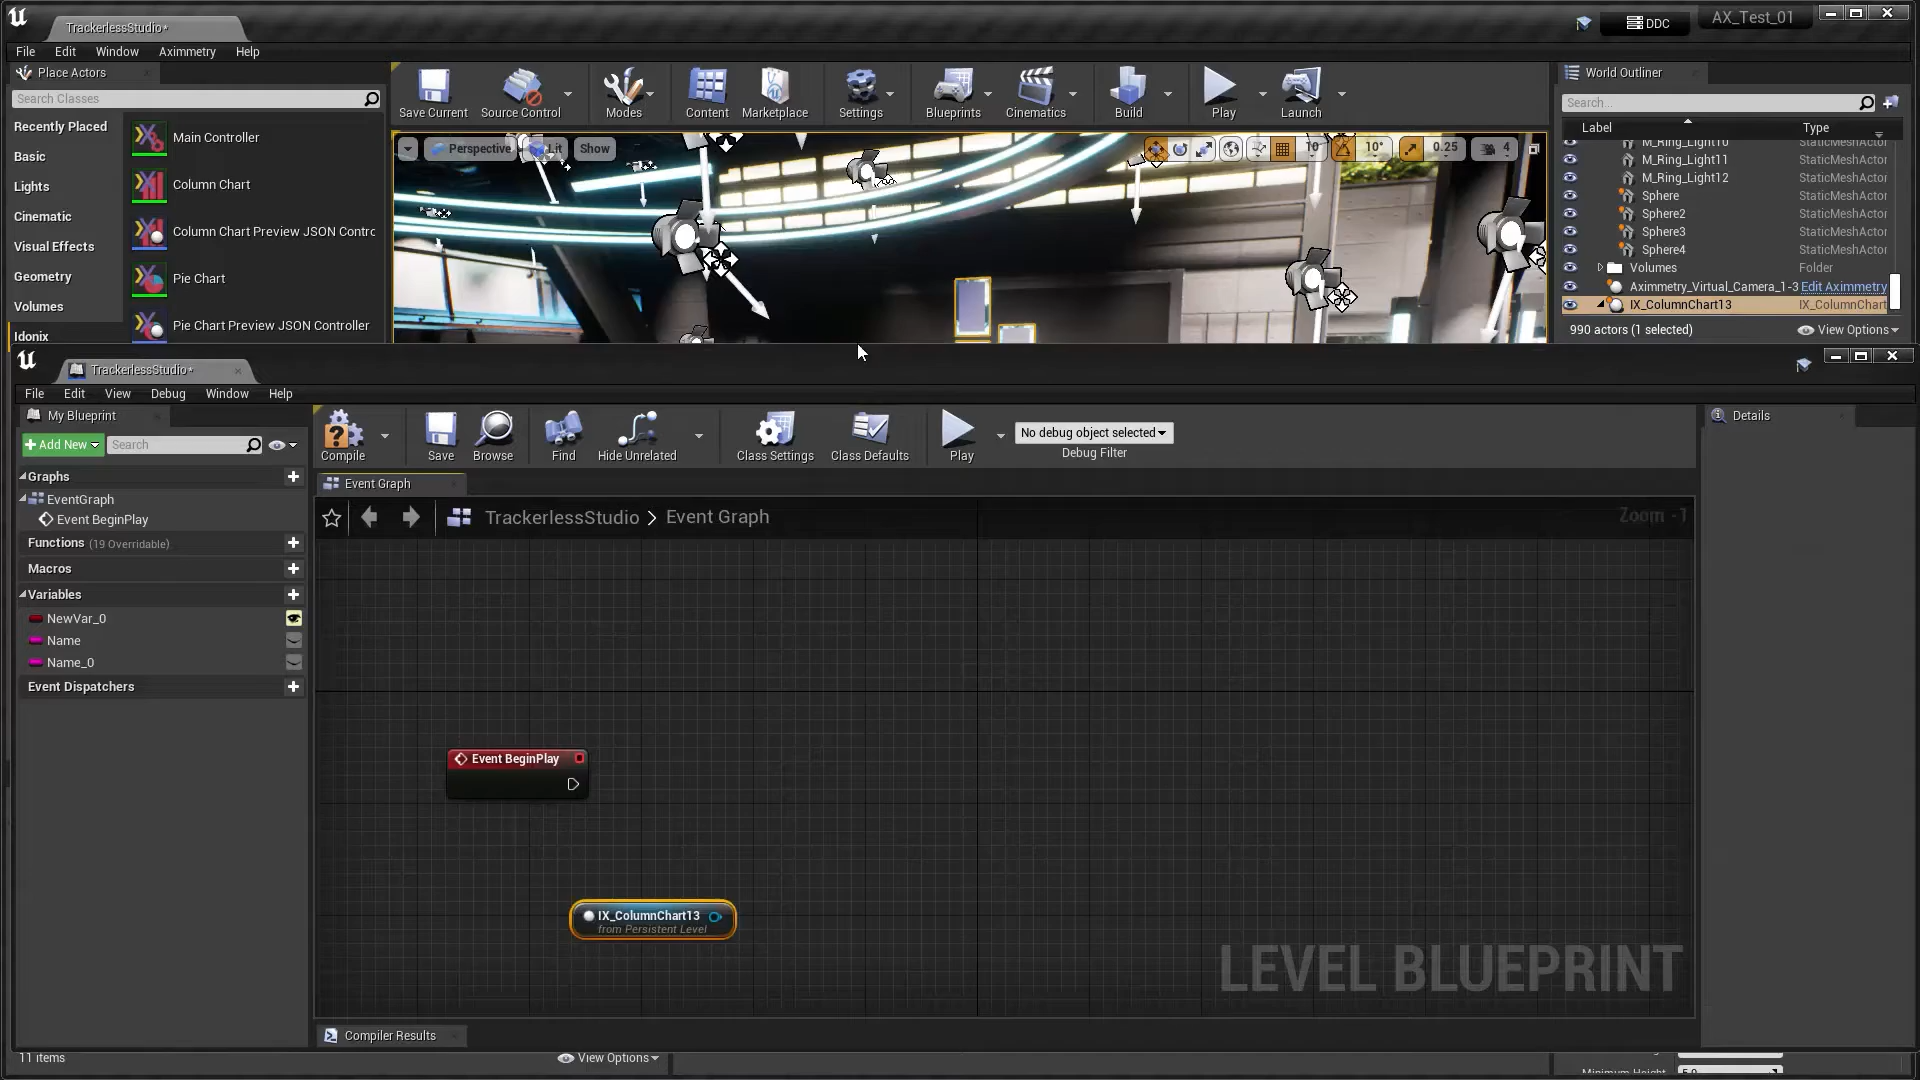 TrackerlessStudio*
DDC
AX_Test_01
File Edit Window Aximmetry Help
Place Actors
Search Classes
Recently Placed
Basic
Lights
Cinematic
Visual Effects
Geometry
Volumes
Idonix
Main Controller
Column Chart
Column Chart Preview JSON Contrc
Pie Chart
Pie Chart Preview JSON Controller
Save Current
Source Control
Modes
Content
Marketplace
Settings
Blueprints
Cinematics
Build
Play
Launch
Perspective
Lit
Show
10
10°
0.25
4
World Outliner
Search...
Label Type
M_Ring_Light10 StaticMeshActor
M_Ring_Light11 StaticMeshActor
M_Ring_Light12 StaticMeshActor
Sphere StaticMeshActor
Sphere2 StaticMeshActor
Sphere3 StaticMeshActor
Sphere4 StaticMeshActor
Volumes Folder
Aximmetry_Virtual_Camera_1-3 Edit Aximmetry
IX_ColumnChart13 IX_ColumnChart
990 actors (1 selected) View Options
TrackerlessStudio*
File Edit View Debug Window Help
My Blueprint
Add New
Search
Graphs
EventGraph
Event BeginPlay
Functions (19 Overridable)
Macros
Variables
NewVar_0
Name
Name_0
Event Dispatchers
Compile
Save
Browse
Find
Hide Unrelated
Class Settings
Class Defaults
Play
No debug object selected
Debug Filter
Details
Event Graph
TrackerlessStudio > Event Graph
Zoom -1
Event BeginPlay
IX_ColumnChart13
from Persistent Level
LEVEL BLUEPRINT
Compiler Results
11 items
View Options
Minimum Height
5.0